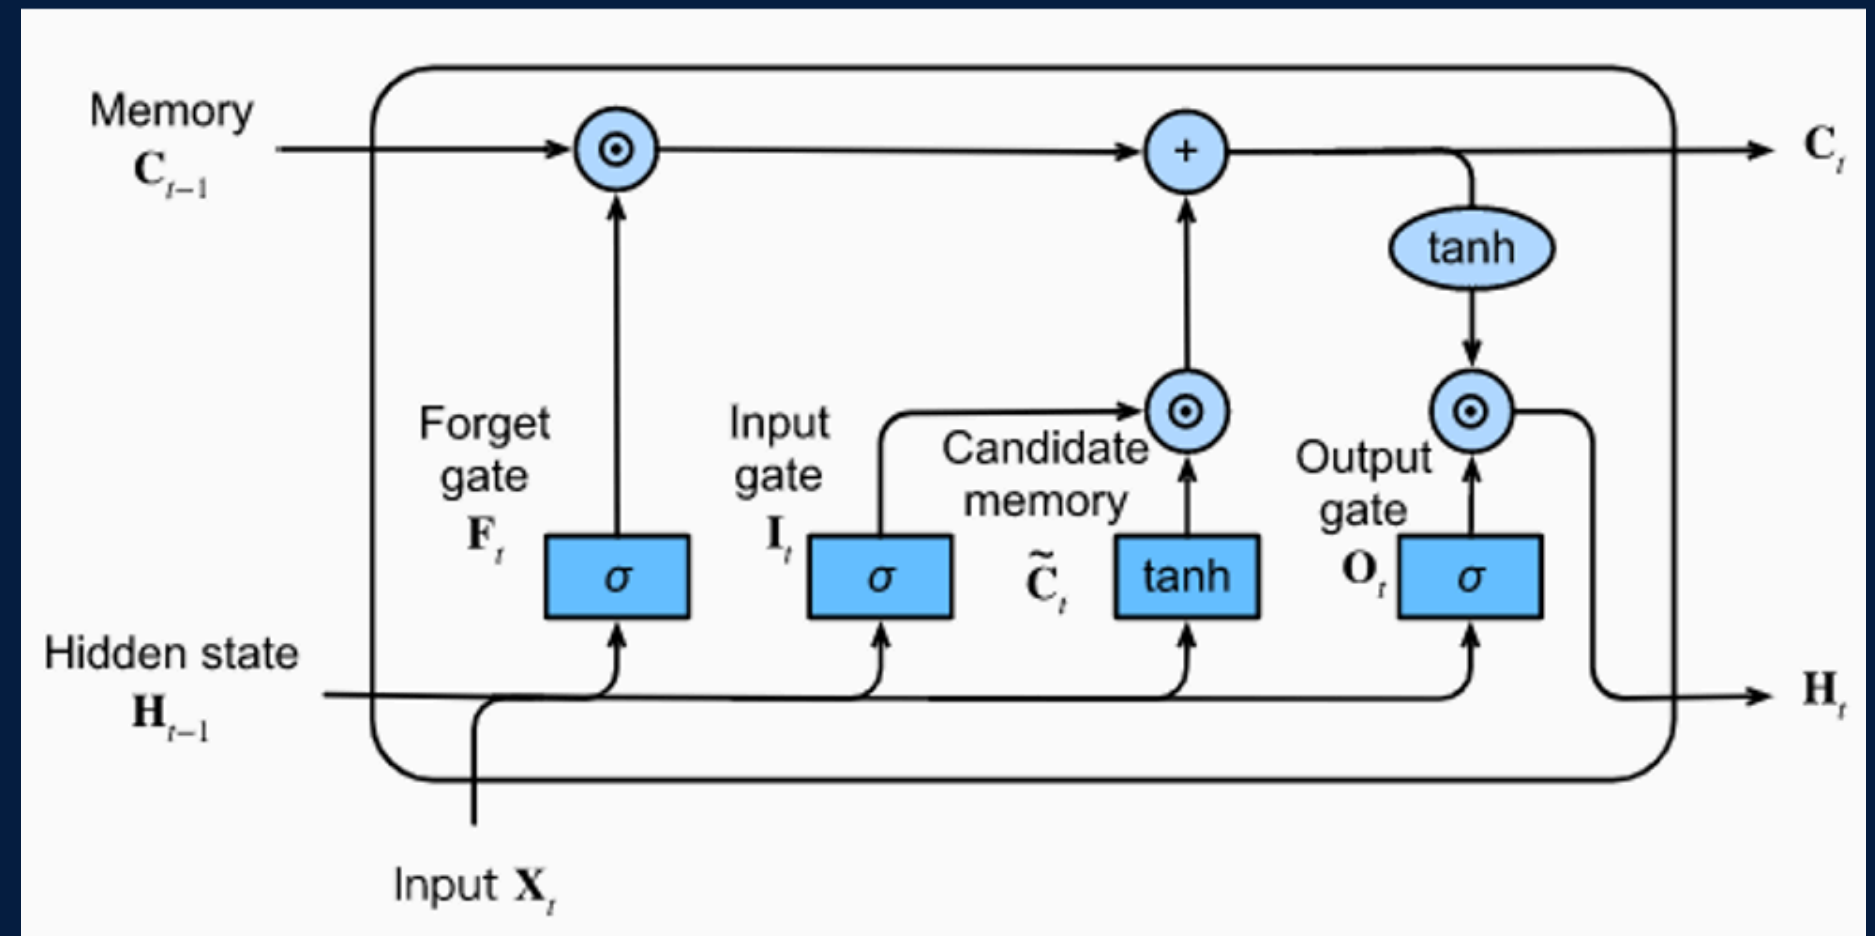 Memory
C_{t-1}
⊙
+
C_t
tanh
Forget
gate
F_t
Input
gate
I_t
Candidate
memory
C̃_t
⊙
Output
gate
O_t
⊙
σ
σ
tanh
σ
Hidden state
H_{t-1}
H_t
Input X_t